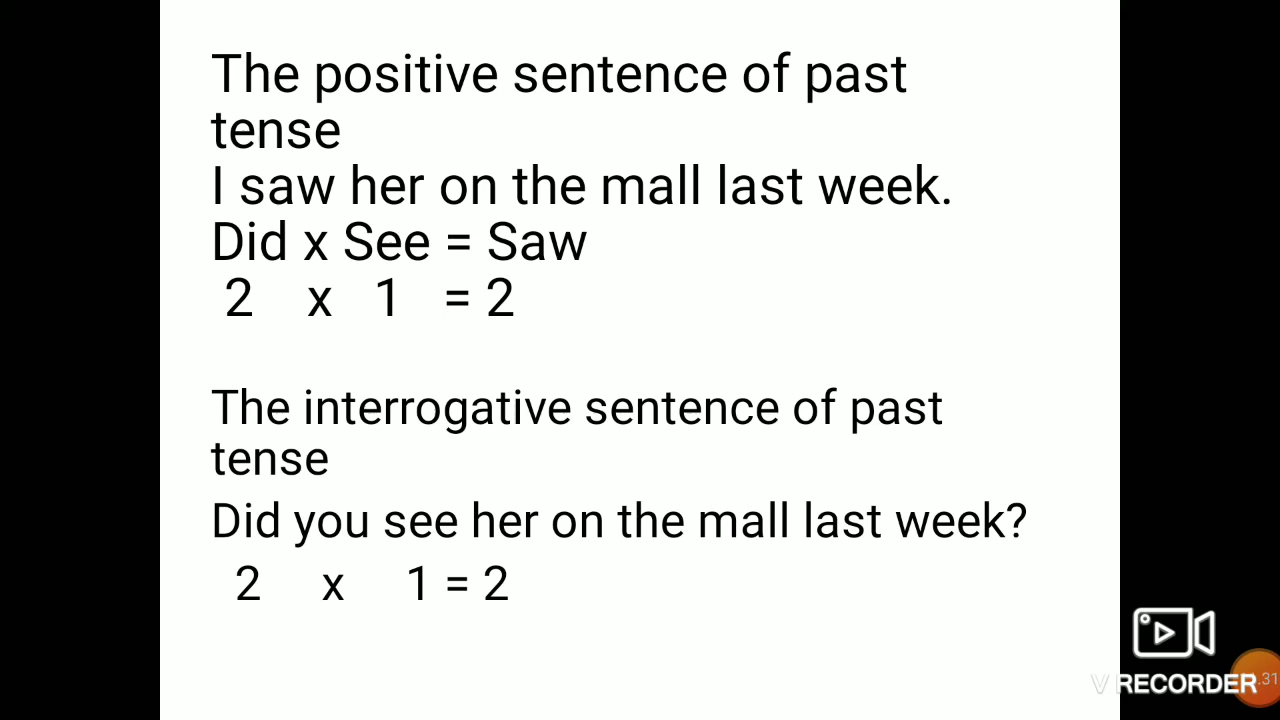 The positive sentence of past
tense
I saw her on the mall last week.
Did x See = Saw
2 x 1 = 2
The interrogative sentence of past
tense
Did you see her on the mall last week?
2 x 1 = 2
V RECORDER
.31